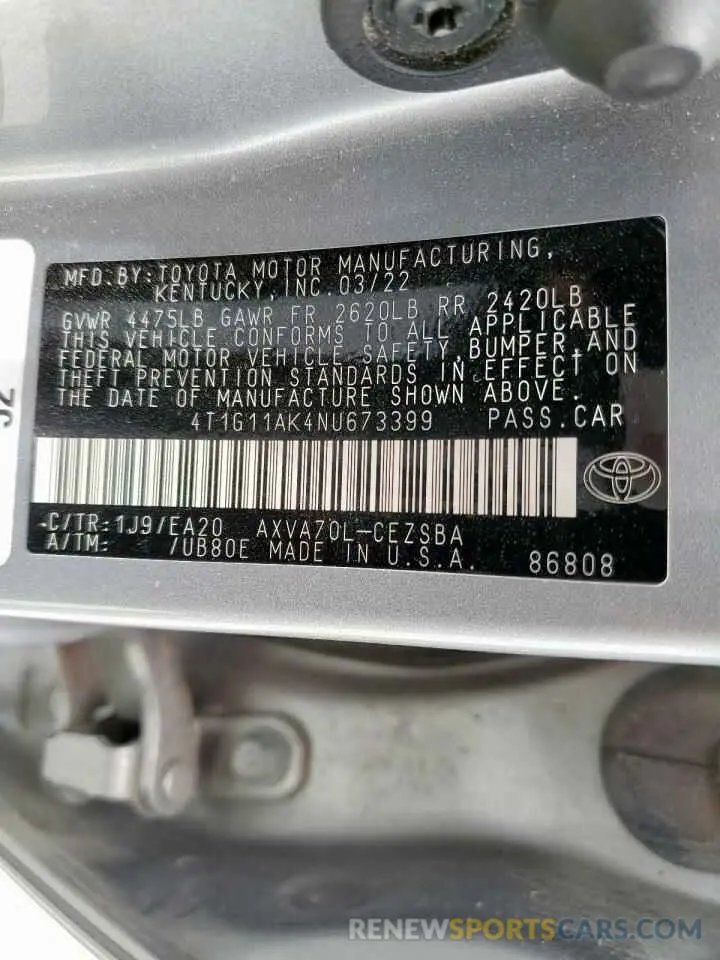 MFD. BY: TOYOTA MOTOR MANUFACTURING,
KENTUCKY, INC. 03/22
GVWR 4475LB GAWR FR 2620LB RR 2420LB
THIS VEHICLE CONFORMS TO ALL APPLICABLE
FEDERAL MOTOR VEHICLE SAFETY, BUMPER, AND
THEFT PREVENTION STANDARDS IN EFFECT ON
THE DATE OF MANUFACTURE SHOWN ABOVE.
4T1G11AK4NU673399 PASS. CAR
C/TR: 1J9/EA20 AXVA70L-CEZSBA
A/TM: /UB80E MADE IN U.S.A. 86808
RENEWSPORTSCARS.COM